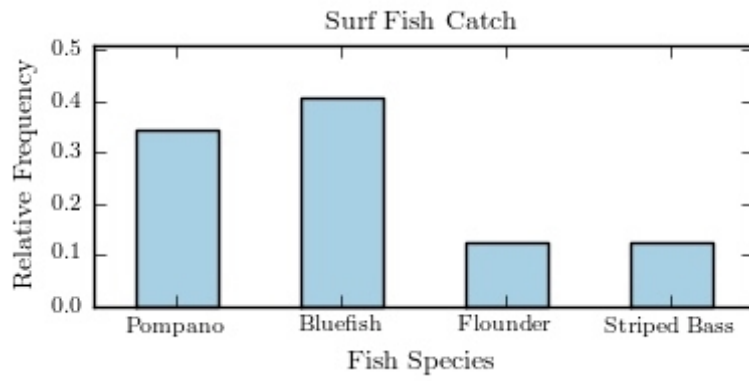 Surf Fish Catch
Relative Frequency
0.5
0.4
0.3
0.2
0.1
0.0
Pompano Bluefish Flounder Striped Bass
Fish Species